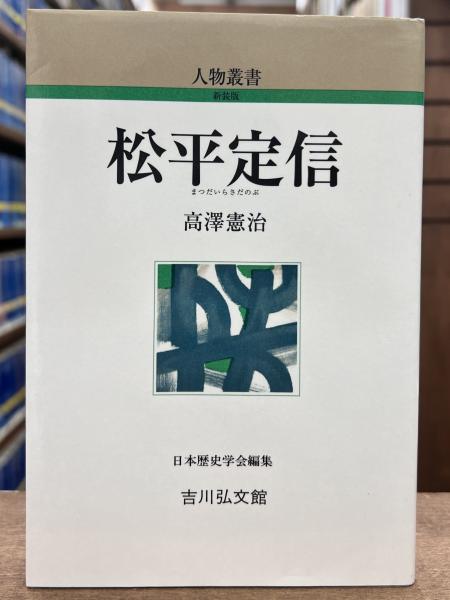 人物叢書
新装版
松平定信
まつだいらさだのぶ
高澤憲治
日本歴史学会編集
吉川弘文館